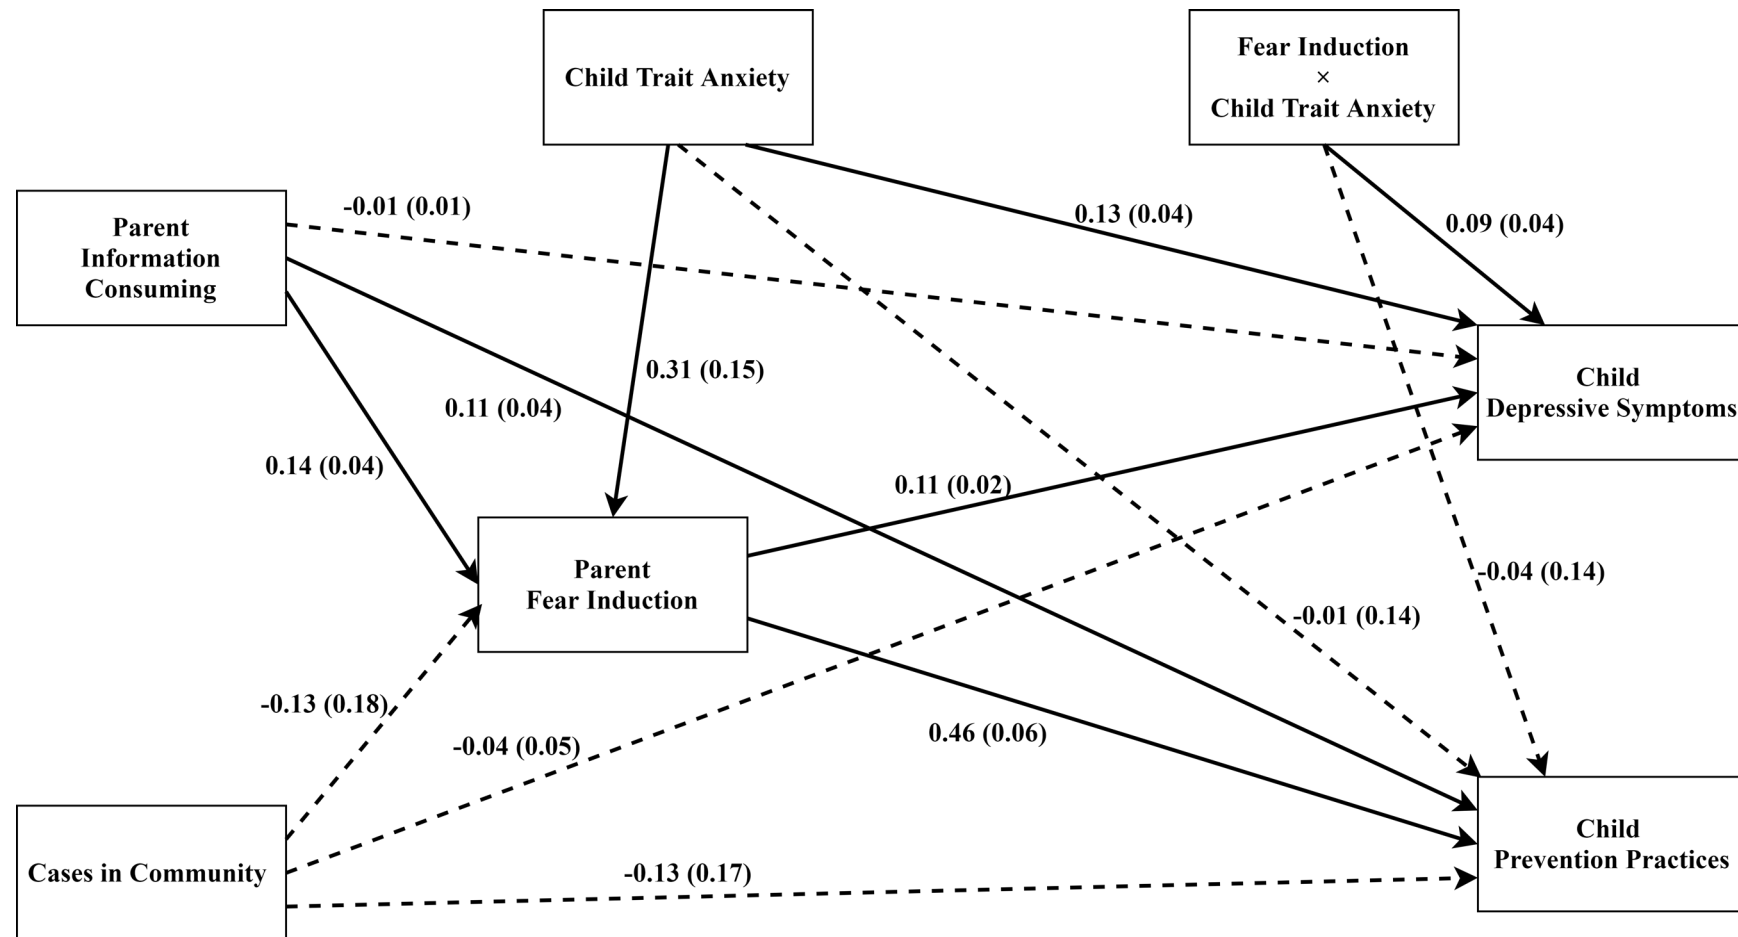 Child Trait Anxiety
Fear Induction
×
Child Trait Anxiety
Parent
Information
Consuming
-0.01 (0.01)
0.13 (0.04)
0.09 (0.04)
0.31 (0.15)
0.11 (0.04)
0.14 (0.04)
Child
Depressive Symptoms
0.11 (0.02)
Parent
Fear Induction
-0.04 (0.14)
-0.01 (0.14)
-0.13 (0.18)
-0.04 (0.05)
0.46 (0.06)
Cases in Community
-0.13 (0.17)
Child
Prevention Practices